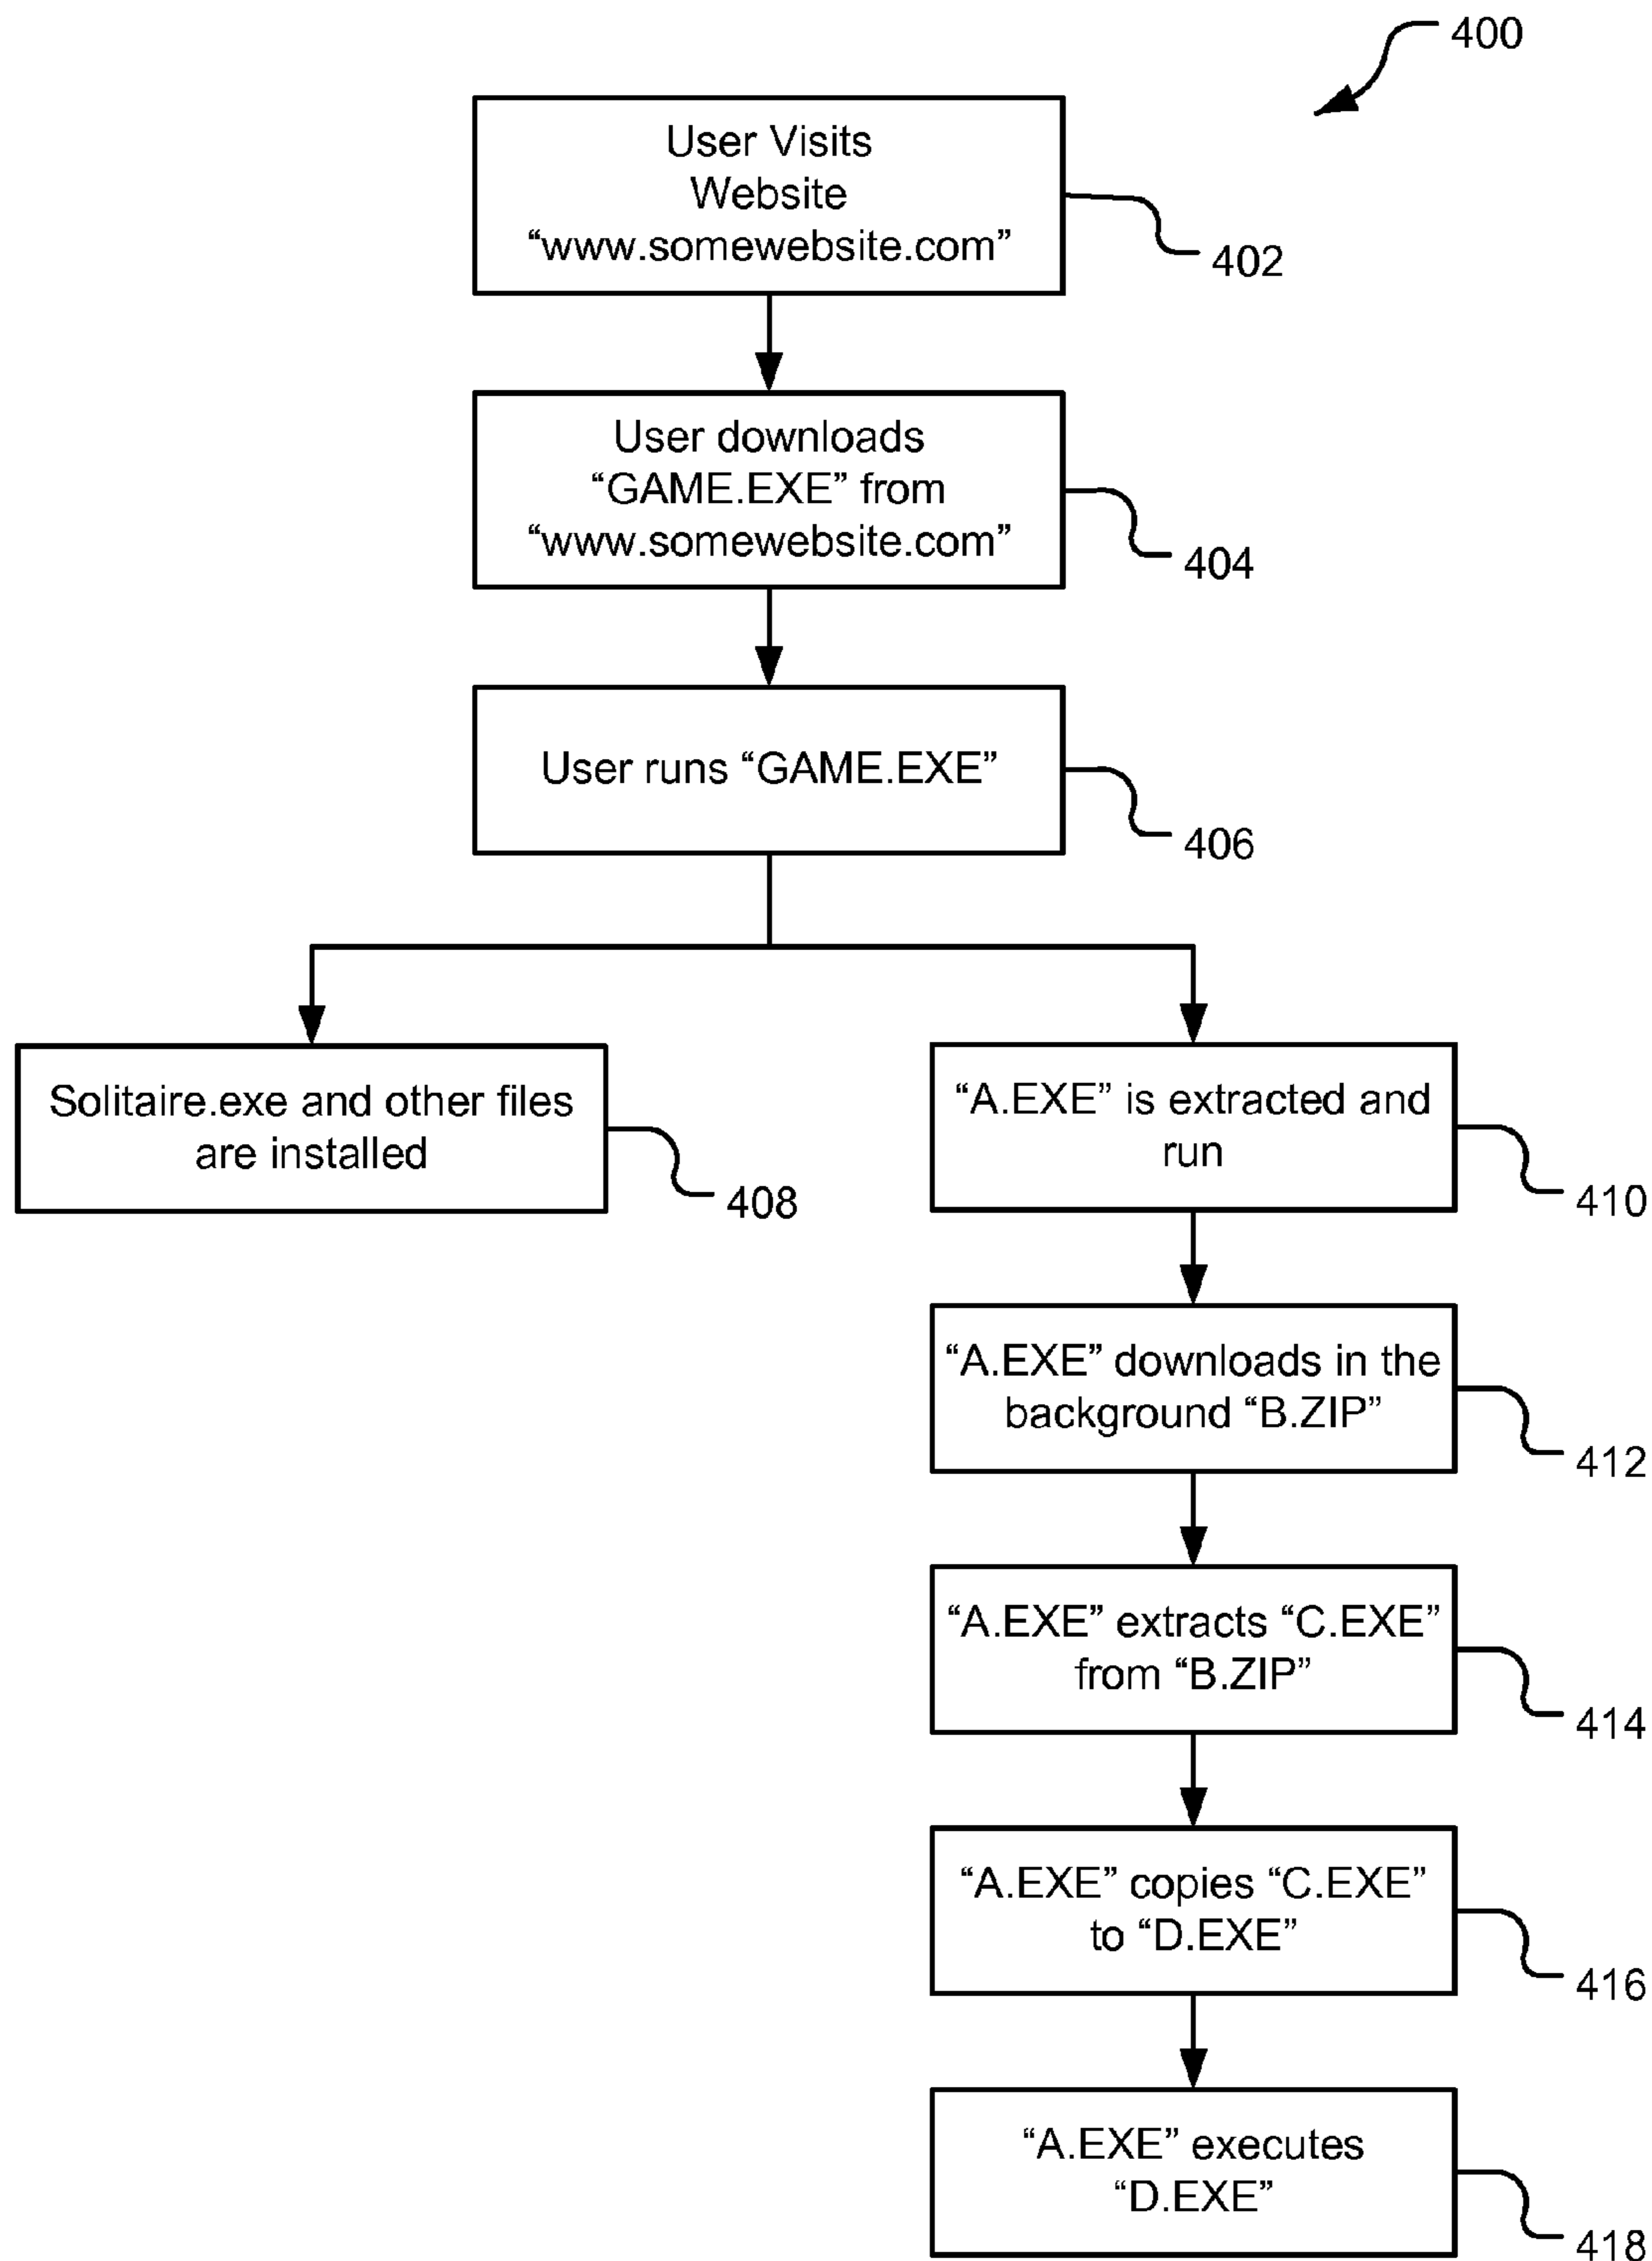 400
User Visits
Website
“www.somewebsite.com”
402
User downloads
“GAME.EXE” from
“www.somewebsite.com”
404
User runs “GAME.EXE”
406
Solitaire.exe and other files
are installed
408
“A.EXE” is extracted and
run
410
“A.EXE” downloads in the
background “B.ZIP”
412
“A.EXE” extracts “C.EXE”
from “B.ZIP”
414
“A.EXE” copies “C.EXE”
to “D.EXE”
416
“A.EXE” executes
“D.EXE”
418